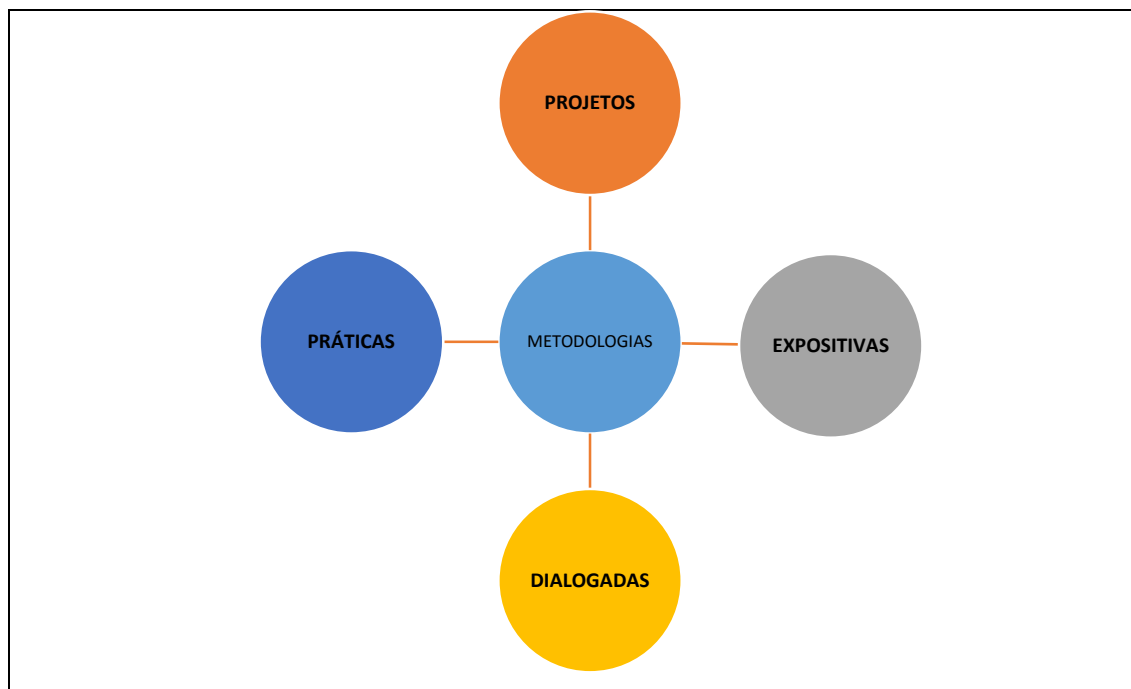 PROJETOS
PRÁTICAS
METODOLOGIAS
EXPOSITIVAS
DIALOGADAS